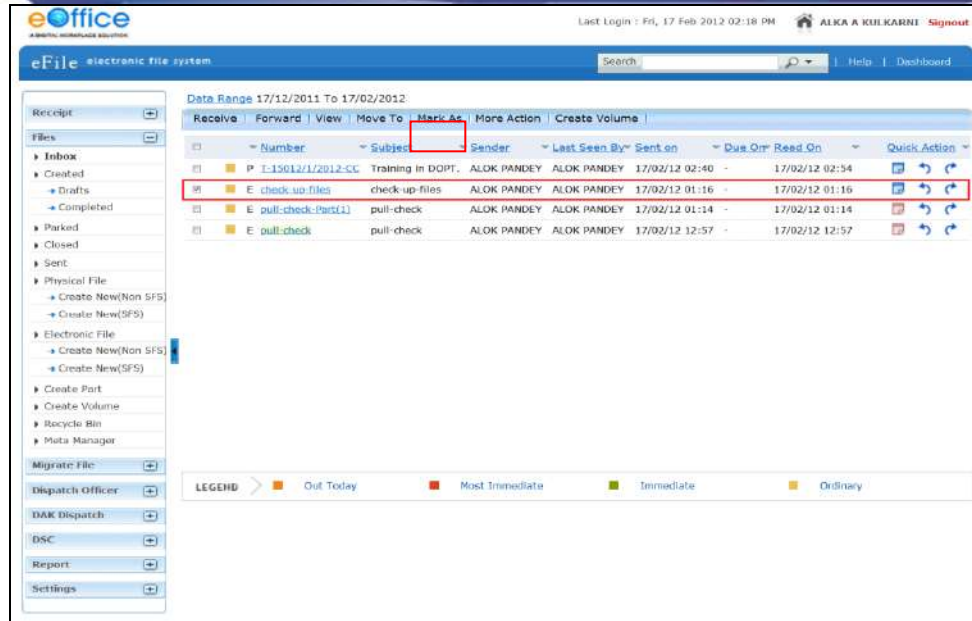 eOffice
A DIGITAL WORKPLACE SOLUTION
Last Login : Fri, 17 Feb 2012 02:18 PM ALKA A KULKARNI Signout
eFile electronic file system
Search | Help | Dashboard
Receipt
Files
Inbox
Created
Drafts
Completed
Parked
Closed
Sent
Physical File
Create New(Non SFS)
Create New(SFS)
Electronic File
Create New(Non SFS)
Create New(SFS)
Create Part
Create Volume
Recycle Bin
Meta Manager
Migrate File
Dispatch Officer
DAK Dispatch
DSC
Report
Settings
Data Range 17/12/2011 To 17/02/2012
Receive | Forward | View | Move To | Mark As | More Action | Create Volume |
Number Subject Sender Last Seen By Sent on Due On Read On Quick Action
P T-15012/1/2012-CC Training in DOPT. ALOK PANDEY ALOK PANDEY 17/02/12 02:40 - 17/02/12 02:54
E check up files check-up-files ALOK PANDEY ALOK PANDEY 17/02/12 01:16 - 17/02/12 01:16
E pull-check-Part(1) pull-check ALOK PANDEY ALOK PANDEY 17/02/12 01:14 - 17/02/12 01:14
E pull-check pull-check ALOK PANDEY ALOK PANDEY 17/02/12 12:57 - 17/02/12 12:57
LEGEND Out Today Most Immediate Immediate Ordinary